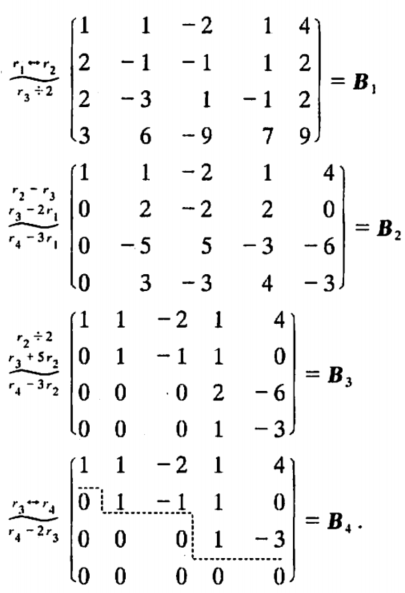 r₁↔r₂
r₃÷2
1 1 −2 1 4
2 −1 −1 1 2
2 −3 1 −1 2
3 6 −9 7 9
= B₁
r₂−r₃
r₃−2r₁
r₄−3r₁
1 1 −2 1 4
0 2 −2 2 0
0 −5 5 −3 −6
0 3 −3 4 −3
= B₂
r₂÷2
r₃+5r₂
r₄−3r₂
1 1 −2 1 4
0 1 −1 1 0
0 0 0 2 −6
0 0 0 1 −3
= B₃
r₃↔r₄
r₄−2r₃
1 1 −2 1 4
0 1 −1 1 0
0 0 0 1 −3
0 0 0 0 0
= B₄.